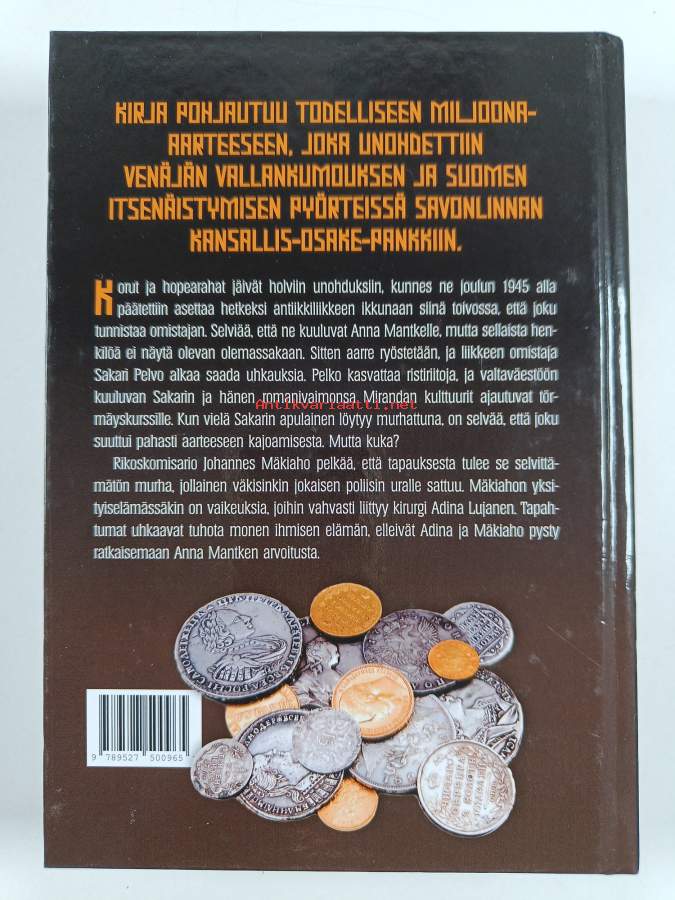 KIRJA POHJAUTUU TODELLISEEN MILJOONA-
AARTEESEEN, JOKA UNOHDETTIIN
VENÄJÄN VALLANKUMOUKSEN JA SUOMEN
ITSENÄISTYMISEN PYÖRTEISSÄ SAVONLINNAN
KANSALLIS-OSAKE-PANKKIIN.
Korut ja hopearahat jäivät holviin unohduksiin, kunnes ne joulun 1945 alla
päätettiin asettaa hetkeksi antiikkiliikkeen ikkunaan siinä toivossa, että joku
tunnistaa omistajan. Selviää, että ne kuuluvat Anna Mantkelle, mutta sellaista hen-
kilöä ei näytä olevan olemassakaan. Sitten aarre ryöstetään, ja liikkeen omistaja
Sakari Pelvo alkaa saada uhkauksia. Pelko kasvattaa ristiriitoja, ja valtaväestöön
kuuluvan Sakarin ja hänen romanivaimonsa Mirandan kulttuurit ajautuvat tör-
Antikvariaatti.net
mäyskurssille. Kun vielä Sakarin apulainen löytyy murhattuna, on selvää, että joku
suuttui pahasti aarteeseen kajoamisesta. Mutta kuka?
Rikoskomisario Johannes Mäkiaho pelkää, että tapauksesta tulee se selvittä-
mätön murha, jollainen väkisinkin jokaisen poliisin uralle sattuu. Mäkiahon yksi-
tyiselämässäkin on vaikeuksia, joihin vahvasti liittyy kirurgi Adina Lujanen. Tapah-
tumat uhkaavat tuhota monen ihmisen elämän, elleivät Adina ja Mäkiaho pysty
ratkaisemaan Anna Mantken arvoitusta.
9 789527 500965